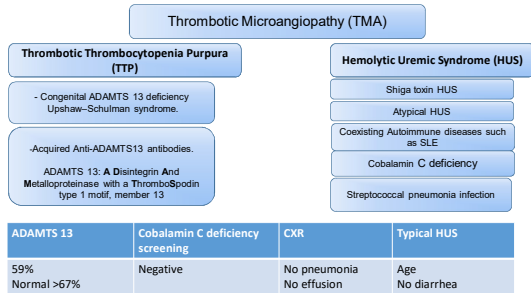 Thrombotic Microangiopathy (TMA)
Thrombotic Thrombocytopenia Purpura
(TTP)
- Congenital ADAMTS 13 deficiency
Upshaw–Schulman syndrome.
-Acquired Anti-ADAMTS13 antibodies.
ADAMTS 13: A Disintegrin And
Metalloproteinase with a ThromboSpodin
type 1 motif, member 13
Hemolytic Uremic Syndrome (HUS)
Shiga toxin HUS
Atypical HUS
Coexisting Autoimmune diseases such
as SLE
Cobalamin C deficiency
Streptococcal pneumonia infection
ADAMTS 13
Cobalamin C deficiency
screening
CXR
Typical HUS
59%
Normal >67%
Negative
No pneumonia
No effusion
Age
No diarrhea